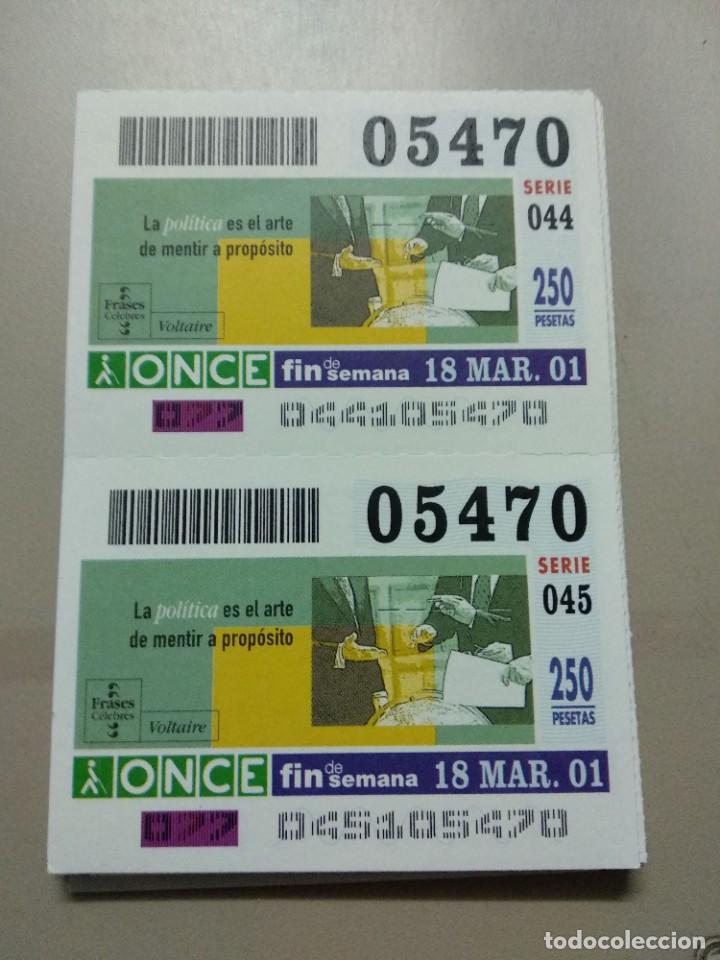 05470
SERIE
044
La política es el arte
de mentir a propósito
Frases
Célebres
Voltaire
250
PESETAS
ONCE fin de semana 18 MAR. 01
077 044105470
05470
SERIE
045
La política es el arte
de mentir a propósito
Frases
Célebres
Voltaire
250
PESETAS
ONCE fin de semana 18 MAR. 01
077 045105470
todocoleccion